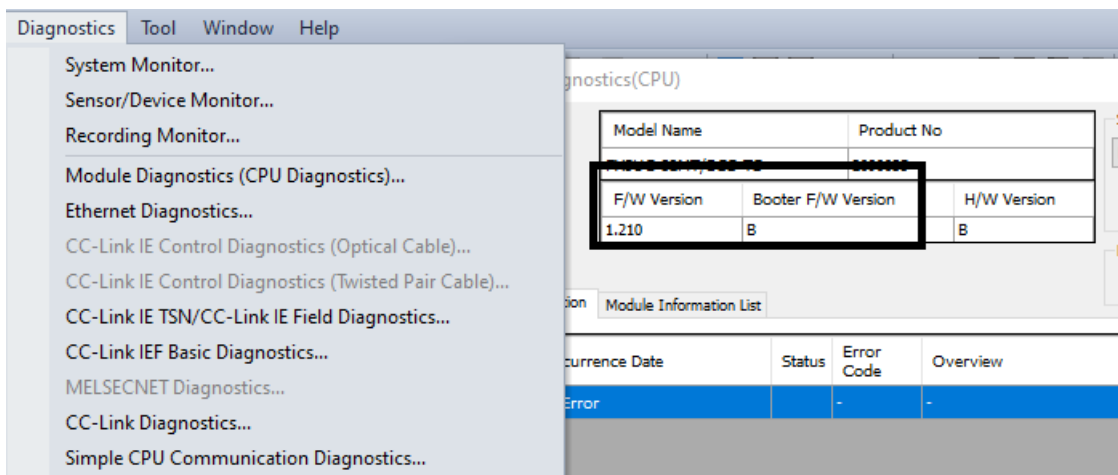 Diagnostics Tool Window Help
System Monitor...
Sensor/Device Monitor...
Recording Monitor...
Module Diagnostics (CPU Diagnostics)...
Ethernet Diagnostics...
CC-Link IE Control Diagnostics (Optical Cable)...
CC-Link IE Control Diagnostics (Twisted Pair Cable)...
CC-Link IE TSN/CC-Link IE Field Diagnostics...
CC-Link IEF Basic Diagnostics...
MELSECNET Diagnostics...
CC-Link Diagnostics...
Simple CPU Communication Diagnostics...
gnostics(CPU)
Model Name Product No
F/W Version Booter F/W Version H/W Version
1.210 B B
ion Module Information List
currence Date Status Error Code Overview
Error - -